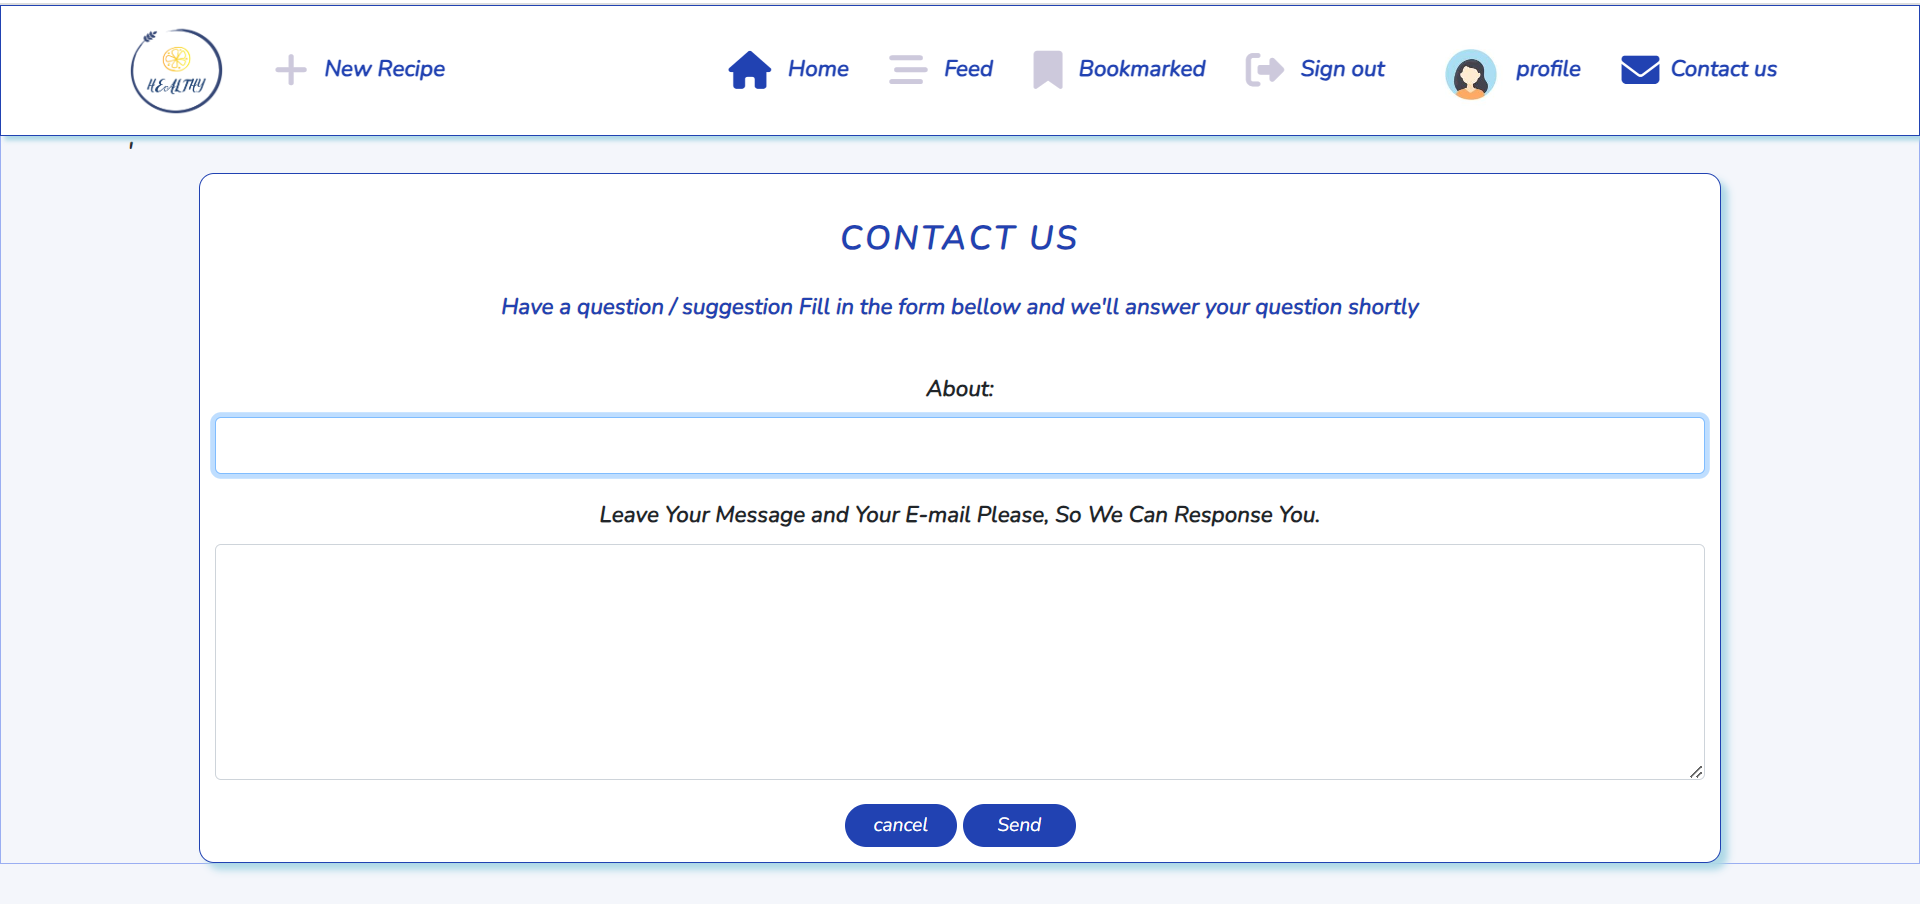 HEALTHY
New Recipe
Home
Feed
Bookmarked
Sign out
profile
Contact us
'
CONTACT US
Have a question / suggestion Fill in the form bellow and we'll answer your question shortly
About:
Leave Your Message and Your E-mail Please, So We Can Response You.
cancel
Send